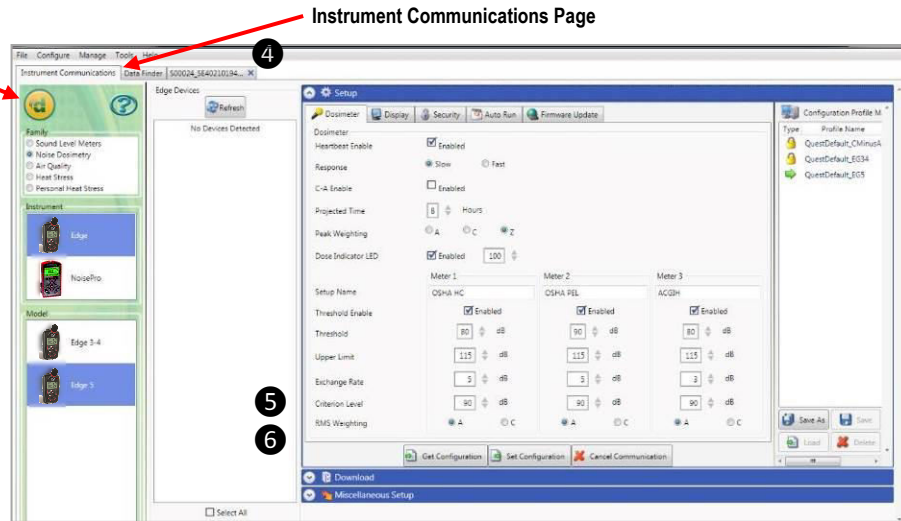 Instrument Communications Page
File Configure Manage Tools Help
4
Instrument Communications Data Finder S00024_SE40210194...
Edge Devices
Refresh
No Devices Detected
Family
Sound Level Meters
Noise Dosimetry
Air Quality
Heat Stress
Personal Heat Stress
Instrument
Edge
NoisePro
Model
Edge 3-4
Edge 5
Select All
Setup
Dosimeter Display Security Auto Run Firmware Update
Dosimeter
Heartbeat Enable Enabled
Response Slow Fast
C-A Enable Enabled
Projected Time 8 Hours
Peak Weighting A C Z
Dose Indicator LED Enabled 100
Meter 1 Meter 2 Meter 3
Setup Name OSHA HC OSHA PEL ACGIH
Threshold Enable Enabled Enabled Enabled
Threshold 80 dB 90 dB 80 dB
Upper Limit 115 dB 115 dB 115 dB
Exchange Rate 5 dB 5 dB 3 dB
5
Criterion Level 90 dB 90 dB 90 dB
6
RMS Weighting A C A C A C
Get Configuration Set Configuration Cancel Communication
Download
Miscellaneous Setup
Configuration Profile M
Type Profile Name
QuestDefault_CMinusA
QuestDefault_EG34
QuestDefault_EG5
Save As Save
Load Delete